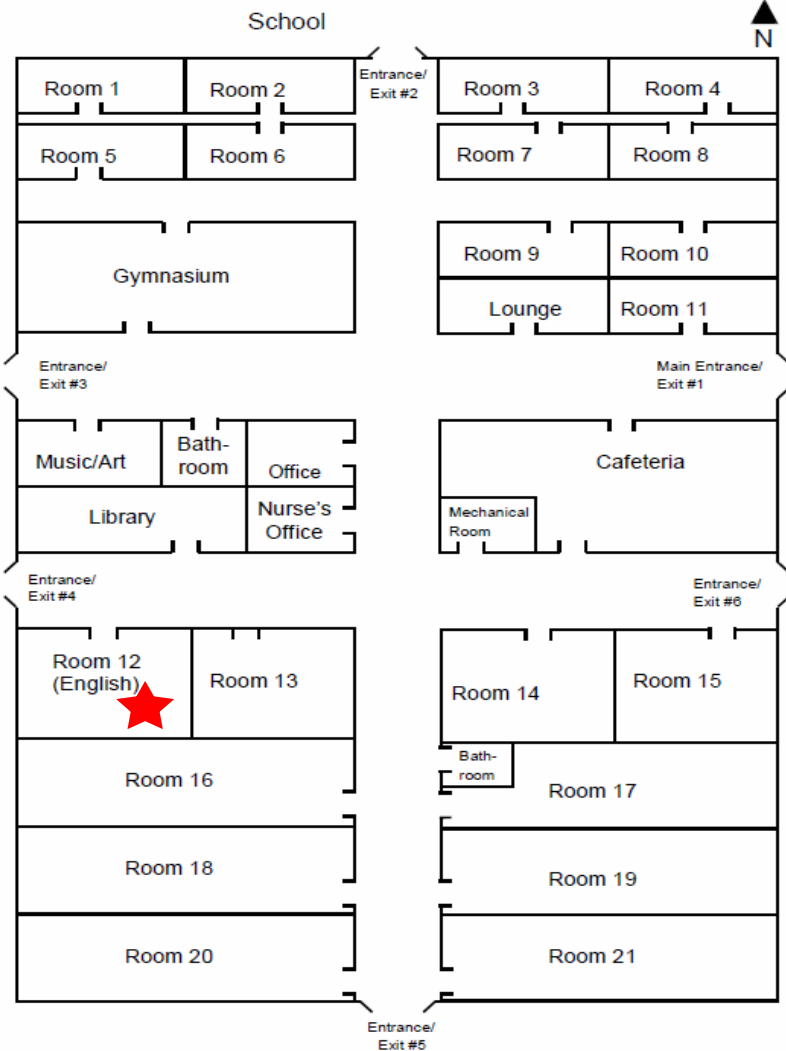 School
N
Entrance/
Exit #2
Room 1
Room 2
Room 3
Room 4
Room 5
Room 6
Room 7
Room 8
Gymnasium
Room 9
Room 10
Lounge
Room 11
Entrance/
Exit #3
Main Entrance/
Exit #1
Music/Art
Bath-
room
Office
Cafeteria
Library
Nurse's
Office
Mechanical
Room
Entrance/
Exit #4
Entrance/
Exit #6
Room 12
(English)
Room 13
Room 14
Room 15
Room 16
Bath-
room
Room 17
Room 18
Room 19
Room 20
Room 21
Entrance/
Exit #5